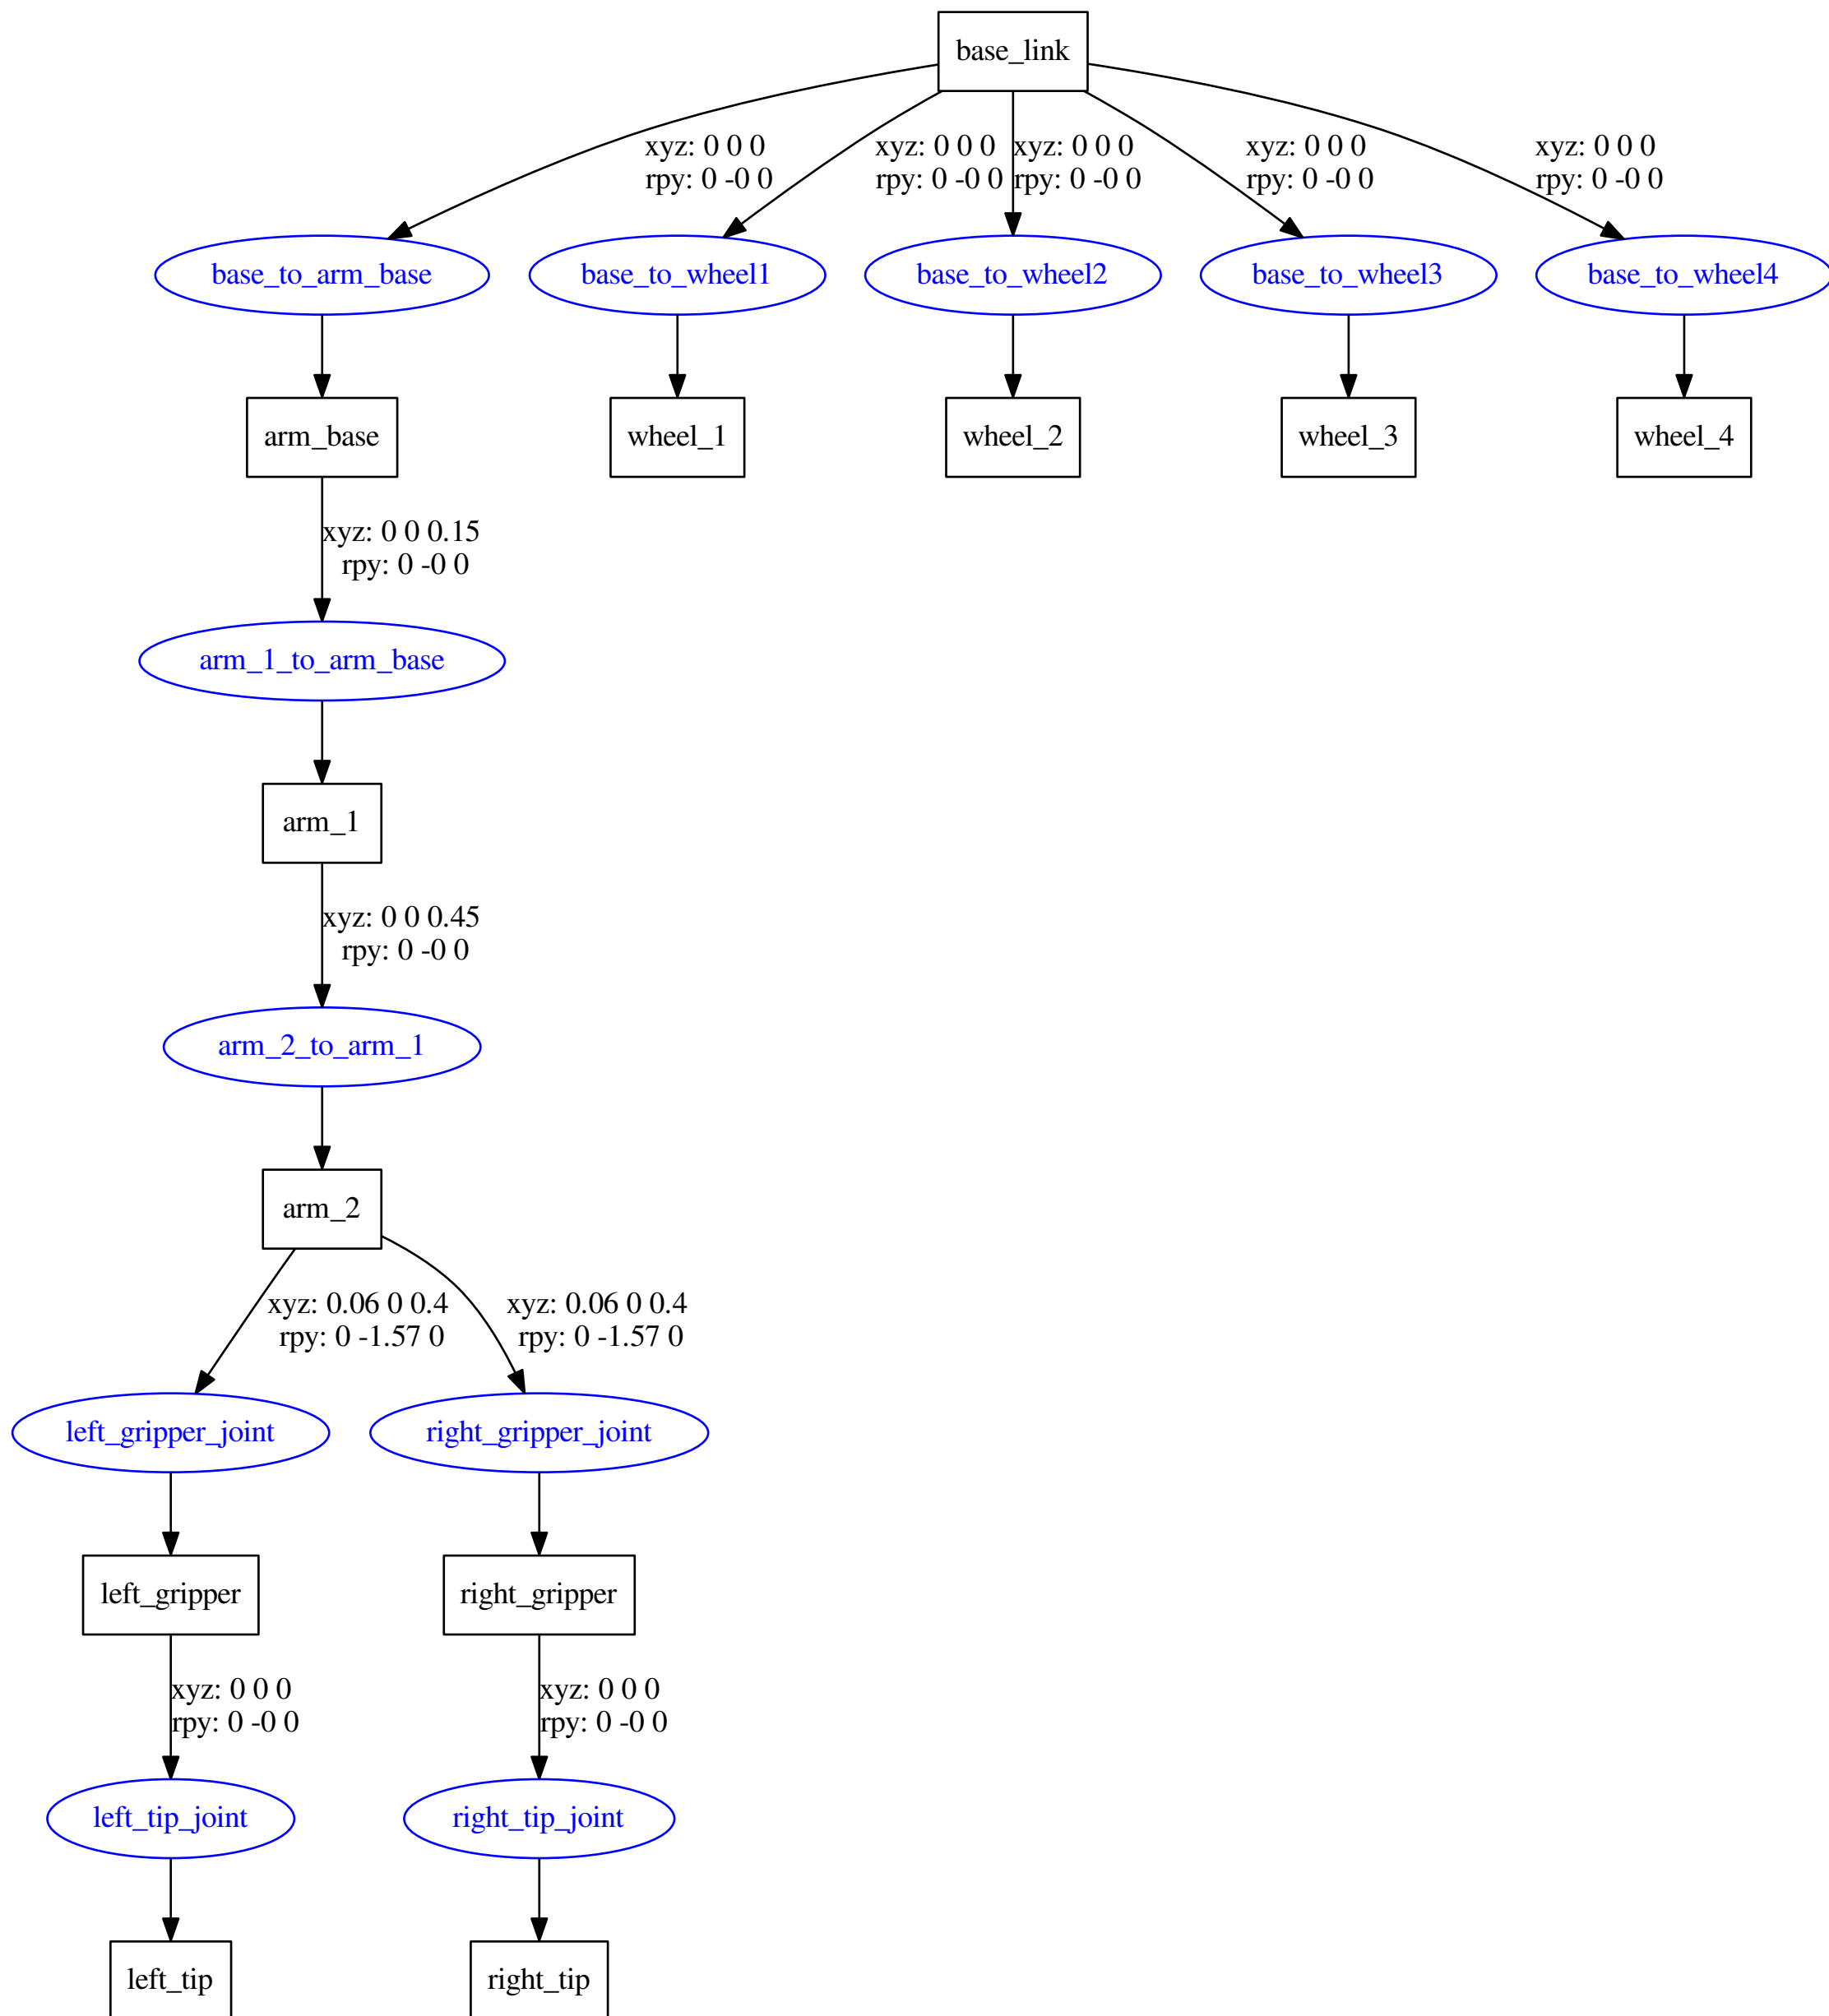 base_link
xyz: 0 0 0
rpy: 0 -0 0
xyz: 0 0 0
rpy: 0 -0 0
xyz: 0 0 0
rpy: 0 -0 0
xyz: 0 0 0
rpy: 0 -0 0
xyz: 0 0 0
rpy: 0 -0 0
base_to_arm_base
base_to_wheel1
base_to_wheel2
base_to_wheel3
base_to_wheel4
arm_base
wheel_1
wheel_2
wheel_3
wheel_4
xyz: 0 0 0.15
rpy: 0 -0 0
arm_1_to_arm_base
arm_1
xyz: 0 0 0.45
rpy: 0 -0 0
arm_2_to_arm_1
arm_2
xyz: 0.06 0 0.4
rpy: 0 -1.57 0
xyz: 0.06 0 0.4
rpy: 0 -1.57 0
left_gripper_joint
right_gripper_joint
left_gripper
right_gripper
xyz: 0 0 0
rpy: 0 -0 0
xyz: 0 0 0
rpy: 0 -0 0
left_tip_joint
right_tip_joint
left_tip
right_tip